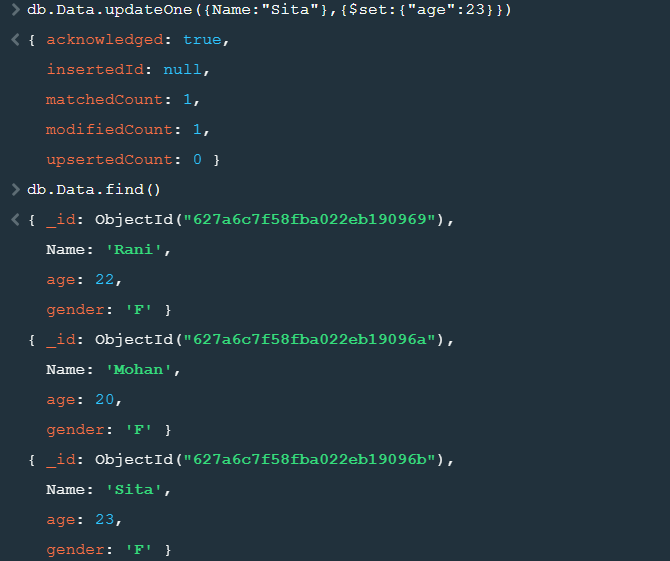 > db.Data.updateOne({Name:"Sita"},{$set:{"age":23}})
< { acknowledged: true,
insertedId: null,
matchedCount: 1,
modifiedCount: 1,
upsertedCount: 0 }
> db.Data.find()
< { _id: ObjectId("627a6c7f58fba022eb190969"),
Name: 'Rani',
age: 22,
gender: 'F' }
{ _id: ObjectId("627a6c7f58fba022eb19096a"),
Name: 'Mohan',
age: 20,
gender: 'F' }
{ _id: ObjectId("627a6c7f58fba022eb19096b"),
Name: 'Sita',
age: 23,
gender: 'F' }